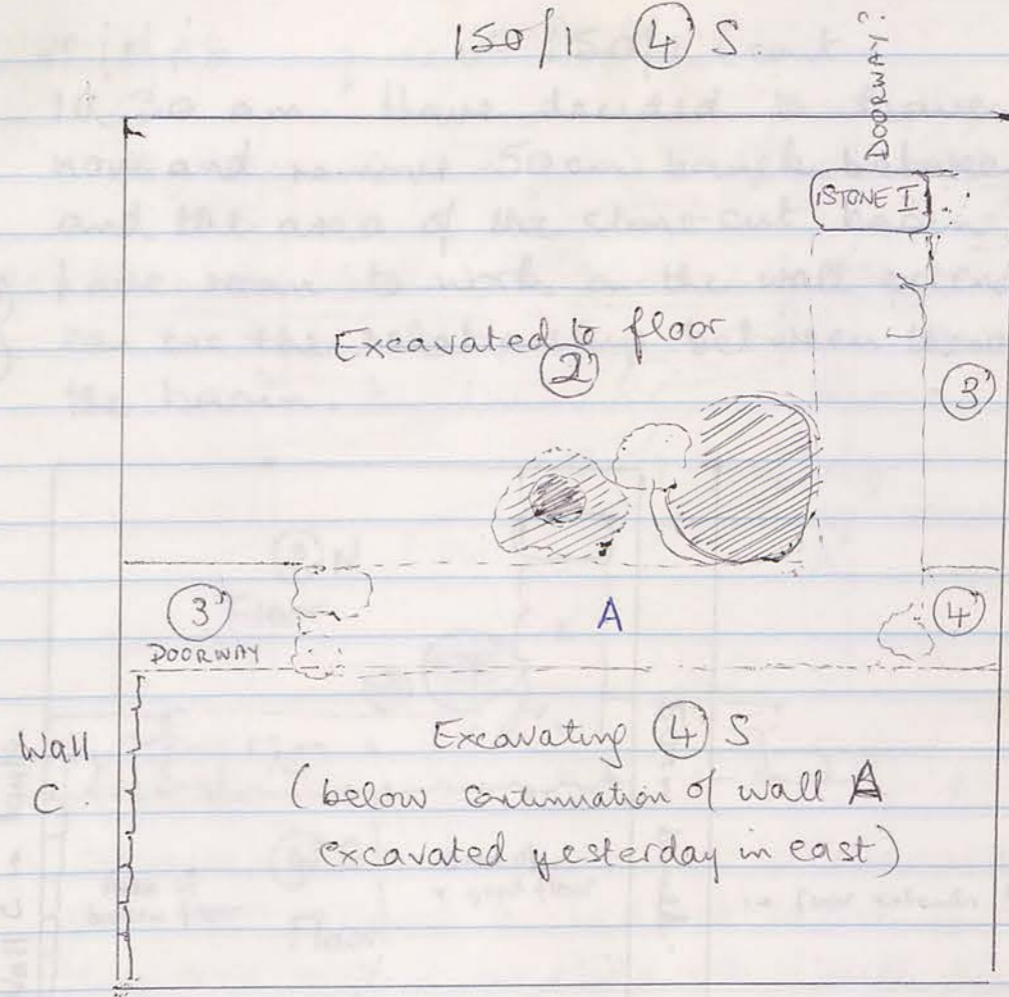 150/1 ④ S.
DOORWAY?
STONE I
Excavated to floor
②
③
③
DOORWAY
A
④
Wall
C.
Excavating ④ S
(below continuation of wall A
excavated yesterday in east)